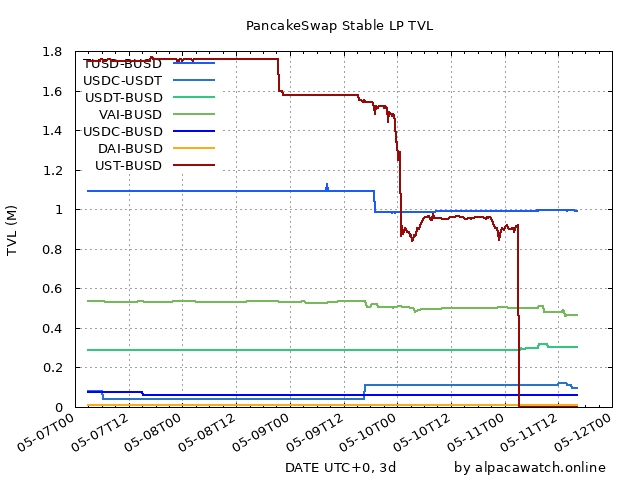 PancakeSwap Stable LP TVL
1.8
1.6
1.4
1.2
1
0.8
0.6
0.4
0.2
0
TVL (M)
TUSD-BUSD
USDC-USDT
USDT-BUSD
VAI-BUSD
USDC-BUSD
DAI-BUSD
UST-BUSD
05-07T00
05-07T12
05-08T00
05-08T12
05-09T00
05-09T12
05-10T00
05-10T12
05-11T00
05-11T12
05-12T00
DATE UTC+0, 3d
by alpacawatch.online